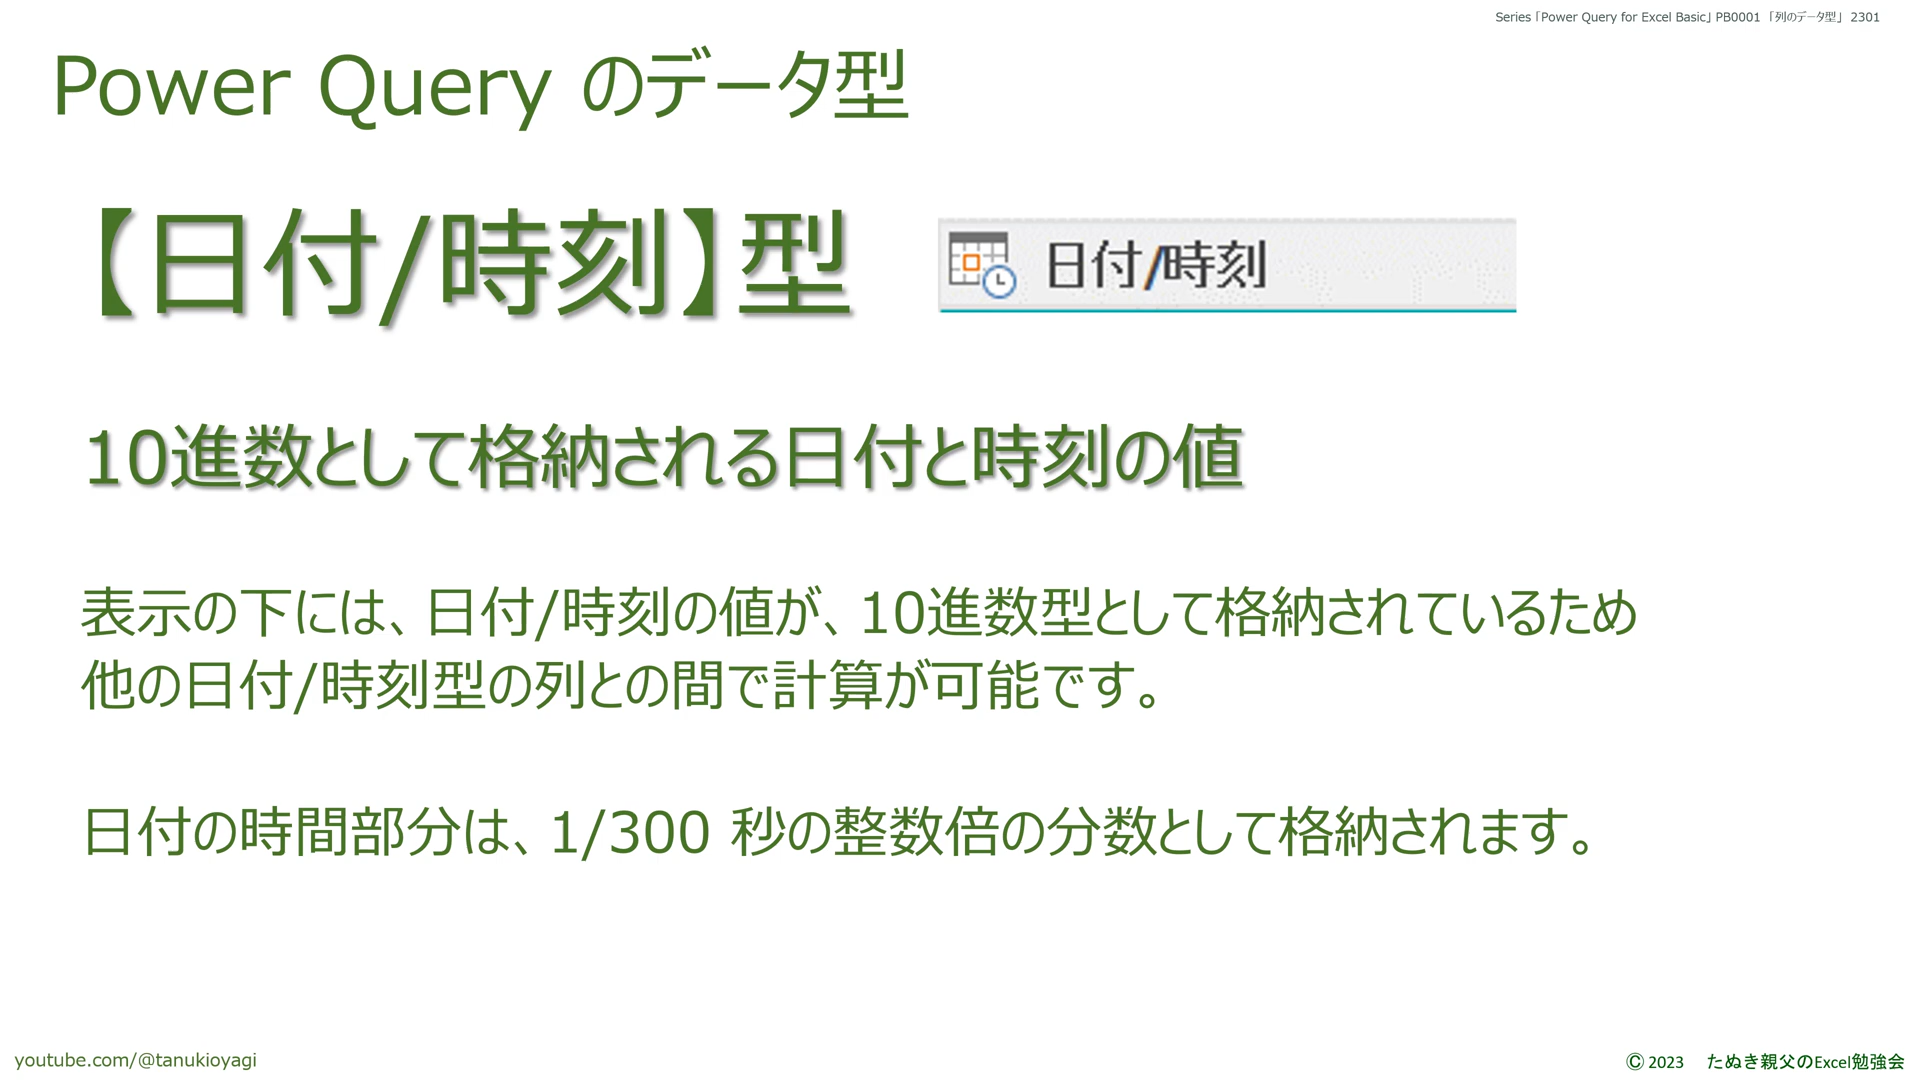 Series「Power Query for Excel Basic」PB0001 「列のデータ型」 2301
Power Query のデータ型
【日付/時刻】型
日付/時刻
10進数として格納される日付と時刻の値
表示の下には、日付/時刻の値が、10進数型として格納されているため
他の日付/時刻型の列との間で計算が可能です。
日付の時間部分は、1/300 秒の整数倍の分数として格納されます。
youtube.com/@tanukioyagi
© 2023 たぬき親父のExcel勉強会